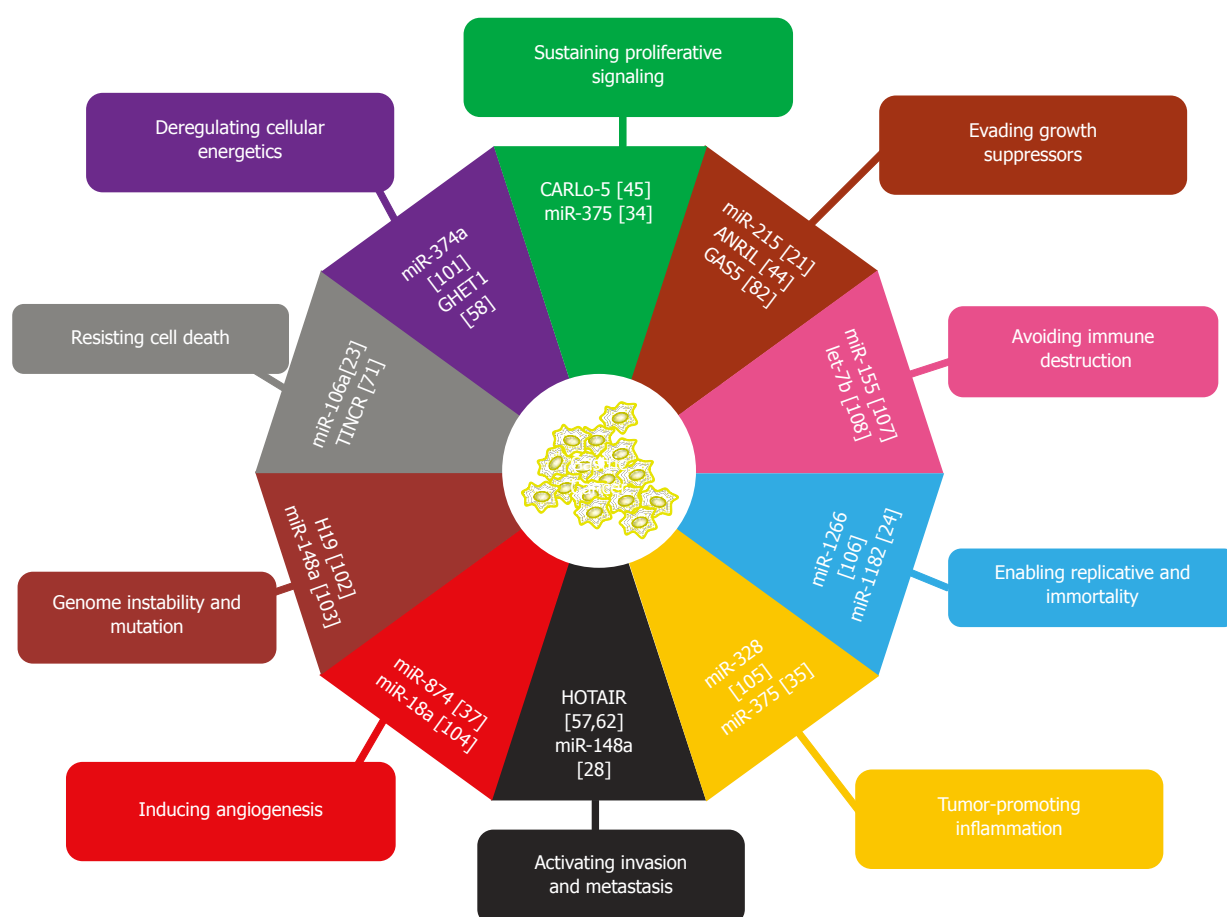 Sustaining proliferative
signaling
Deregulating cellular
energetics
Evading growth
suppressors
CARLo-5 [45]
miR-375 [34]
miR-215 [21]
ANRIL [44]
GAS5 [82]
miR-374a
[101]
GHET1
[58]
Resisting cell death
Avoiding immune
destruction
miR-106a[23]
TINCR [71]
miR-155 [107]
let-7b [108]
Cancer
H19 [102]
miR-148a [103]
miR-1266
[106]
miR-1182 [24]
Genome instability and
mutation
Enabling replicative and
immortality
miR-874 [37]
miR-18a [104]
HOTAIR
[57,62]
miR-148a
[28]
miR-328
[105]
miR-375 [35]
Inducing angiogenesis
Tumor-promoting
inflammation
Activating invasion
and metastasis